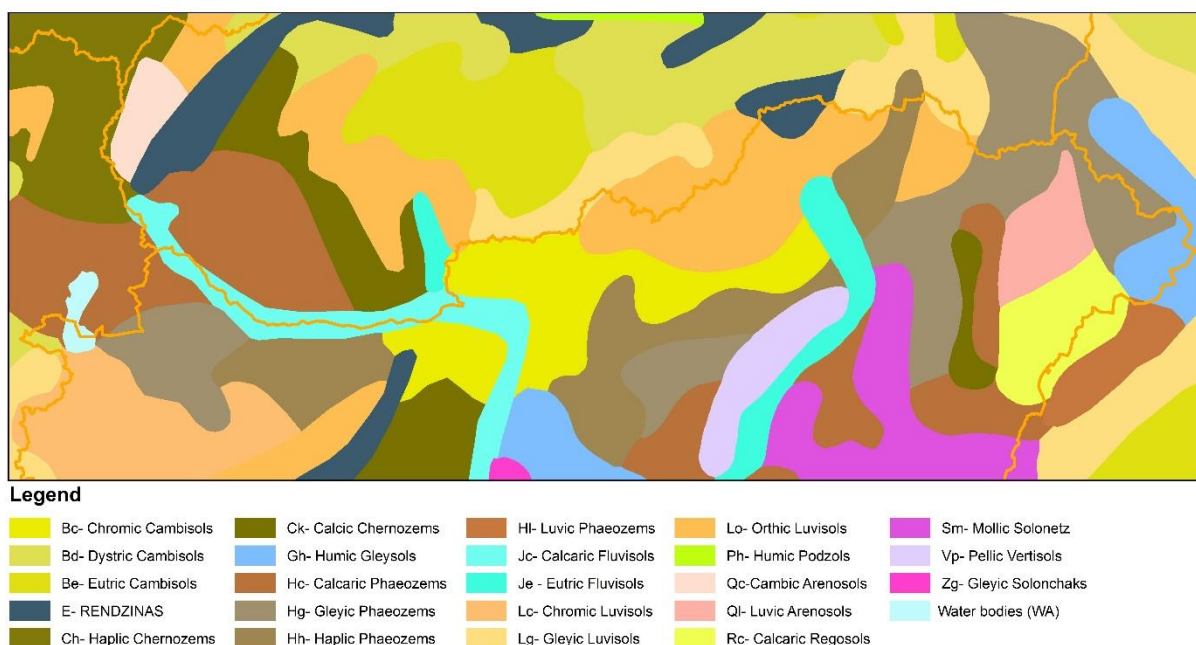 Legend
Bc- Chromic Cambisols
Bd- Dystric Cambisols
Be- Eutric Cambisols
E- RENDZINAS
Ch- Haplic Chernozems
Ck- Calcic Chernozems
Gh- Humic Gleysols
Hc- Calcaric Phaeozems
Hg- Gleyic Phaeozems
Hh- Haplic Phaeozems
Hl- Luvic Phaeozems
Jc- Calcaric Fluvisols
Je - Eutric Fluvisols
Lc- Chromic Luvisols
Lg- Gleyic Luvisols
Lo- Orthic Luvisols
Ph- Humic Podzols
Qc-Cambic Arenosols
Ql- Luvic Arenosols
Rc- Calcaric Regosols
Sm- Mollic Solonetz
Vp- Pellic Vertisols
Zg- Gleyic Solonchaks
Water bodies (WA)